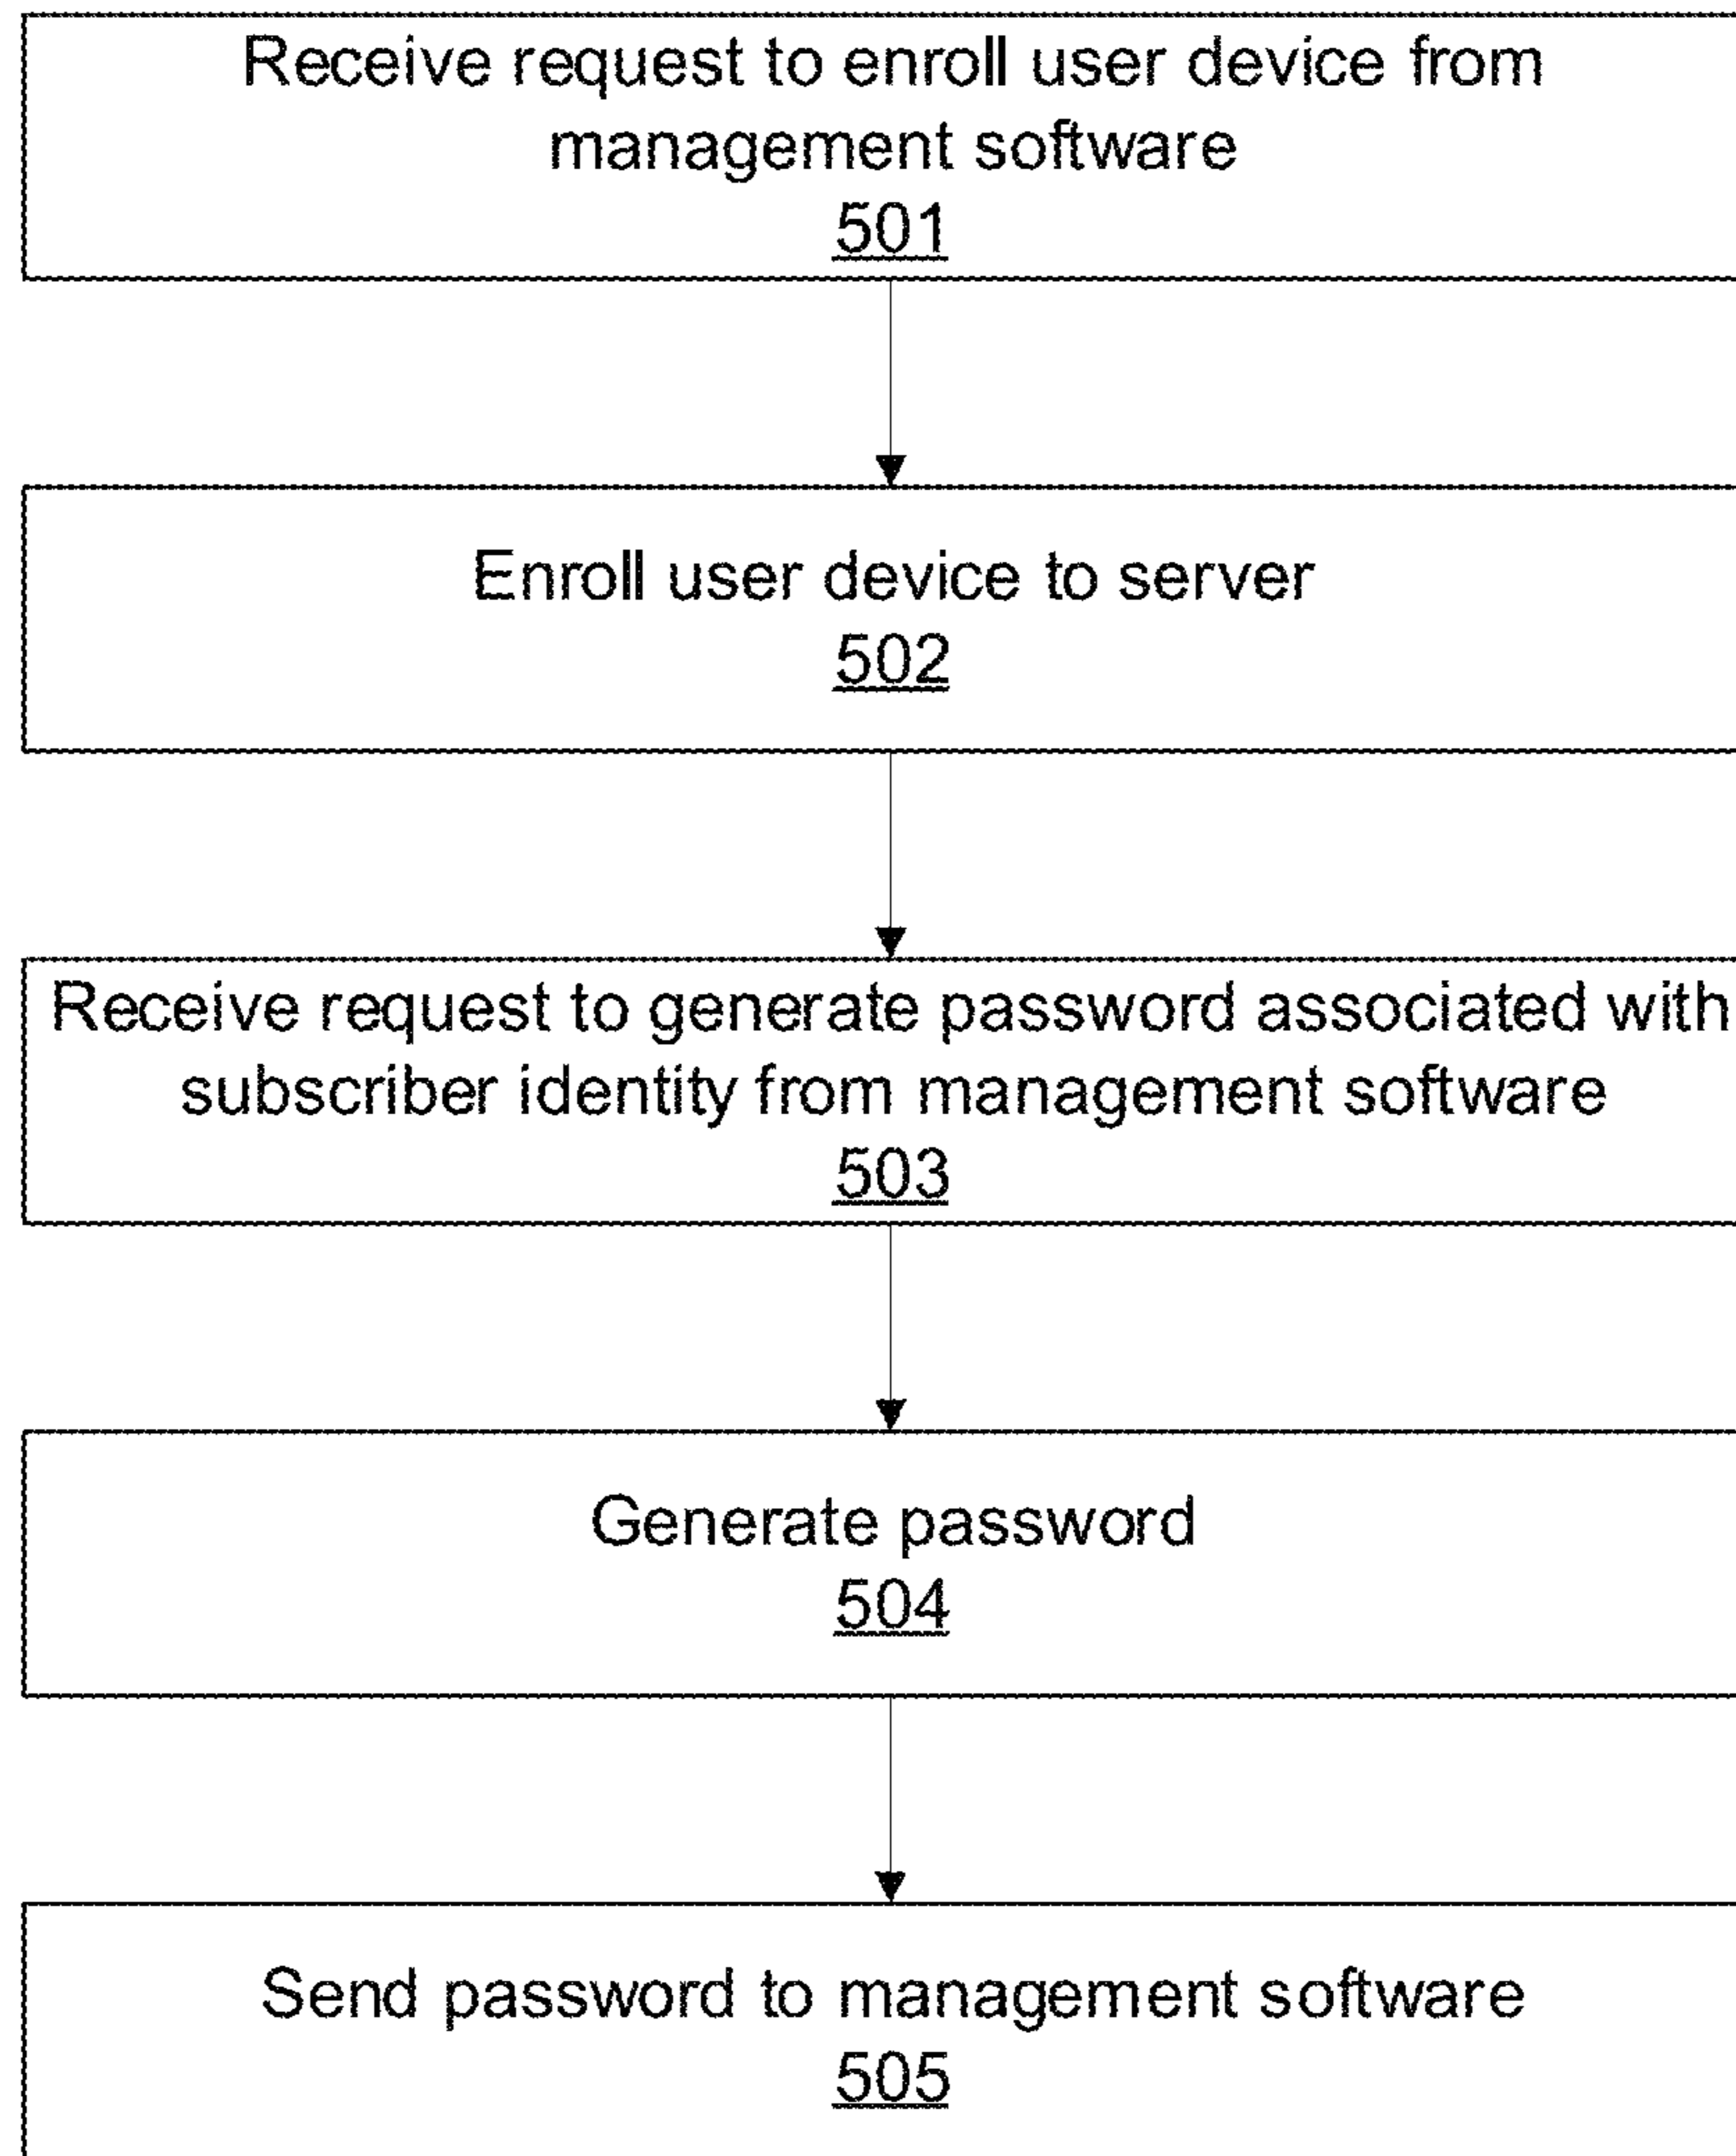 Receive request to enroll user device from
management software
501
Enroll user device to server
502
Receive request to generate password associated with
subscriber identity from management software
503
Generate password
504
Send password to management software
505